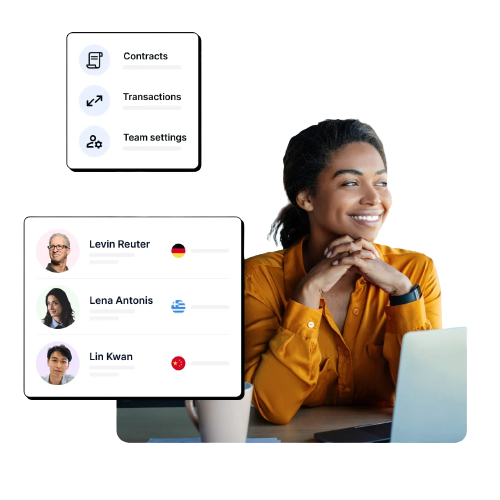 Contracts
Transactions
Team settings
Levin Reuter
Lena Antonis
Lin Kwan